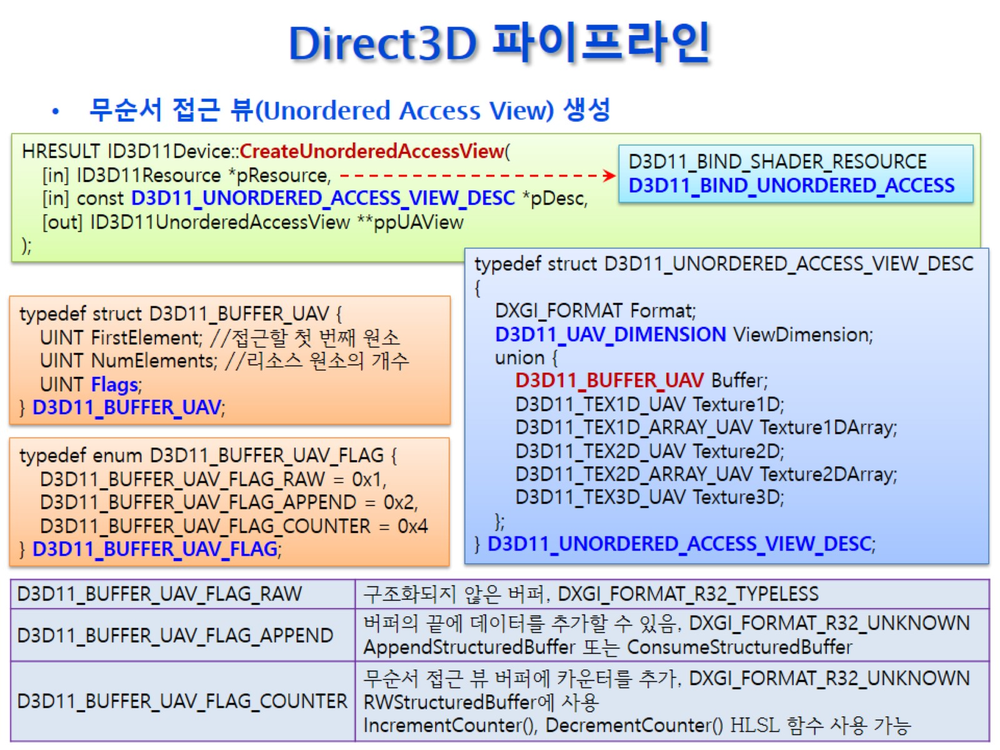 Direct3D 파이프라인
• 무순서 접근 뷰(Unordered Access View) 생성
HRESULT ID3D11Device::CreateUnorderedAccessView(
[in] ID3D11Resource *pResource,
[in] const D3D11_UNORDERED_ACCESS_VIEW_DESC *pDesc,
[out] ID3D11UnorderedAccessView **ppUAView
);
D3D11_BIND_SHADER_RESOURCE
D3D11_BIND_UNORDERED_ACCESS
typedef struct D3D11_BUFFER_UAV {
UINT FirstElement; //접근할 첫 번째 원소
UINT NumElements; //리소스 원소의 개수
UINT Flags;
} D3D11_BUFFER_UAV;
typedef enum D3D11_BUFFER_UAV_FLAG {
D3D11_BUFFER_UAV_FLAG_RAW = 0x1,
D3D11_BUFFER_UAV_FLAG_APPEND = 0x2,
D3D11_BUFFER_UAV_FLAG_COUNTER = 0x4
} D3D11_BUFFER_UAV_FLAG;
typedef struct D3D11_UNORDERED_ACCESS_VIEW_DESC
{
DXGI_FORMAT Format;
D3D11_UAV_DIMENSION ViewDimension;
union {
D3D11_BUFFER_UAV Buffer;
D3D11_TEX1D_UAV Texture1D;
D3D11_TEX1D_ARRAY_UAV Texture1DArray;
D3D11_TEX2D_UAV Texture2D;
D3D11_TEX2D_ARRAY_UAV Texture2DArray;
D3D11_TEX3D_UAV Texture3D;
};
} D3D11_UNORDERED_ACCESS_VIEW_DESC;
D3D11_BUFFER_UAV_FLAG_RAW
구조화되지 않은 버퍼, DXGI_FORMAT_R32_TYPELESS
D3D11_BUFFER_UAV_FLAG_APPEND
버퍼의 끝에 데이터를 추가할 수 있음, DXGI_FORMAT_R32_UNKNOWN
AppendStructuredBuffer 또는 ConsumeStructuredBuffer
D3D11_BUFFER_UAV_FLAG_COUNTER
무순서 접근 뷰 버퍼에 카운터를 추가, DXGI_FORMAT_R32_UNKNOWN
RWStructuredBuffer에 사용
IncrementCounter(), DecrementCounter() HLSL 함수 사용 가능